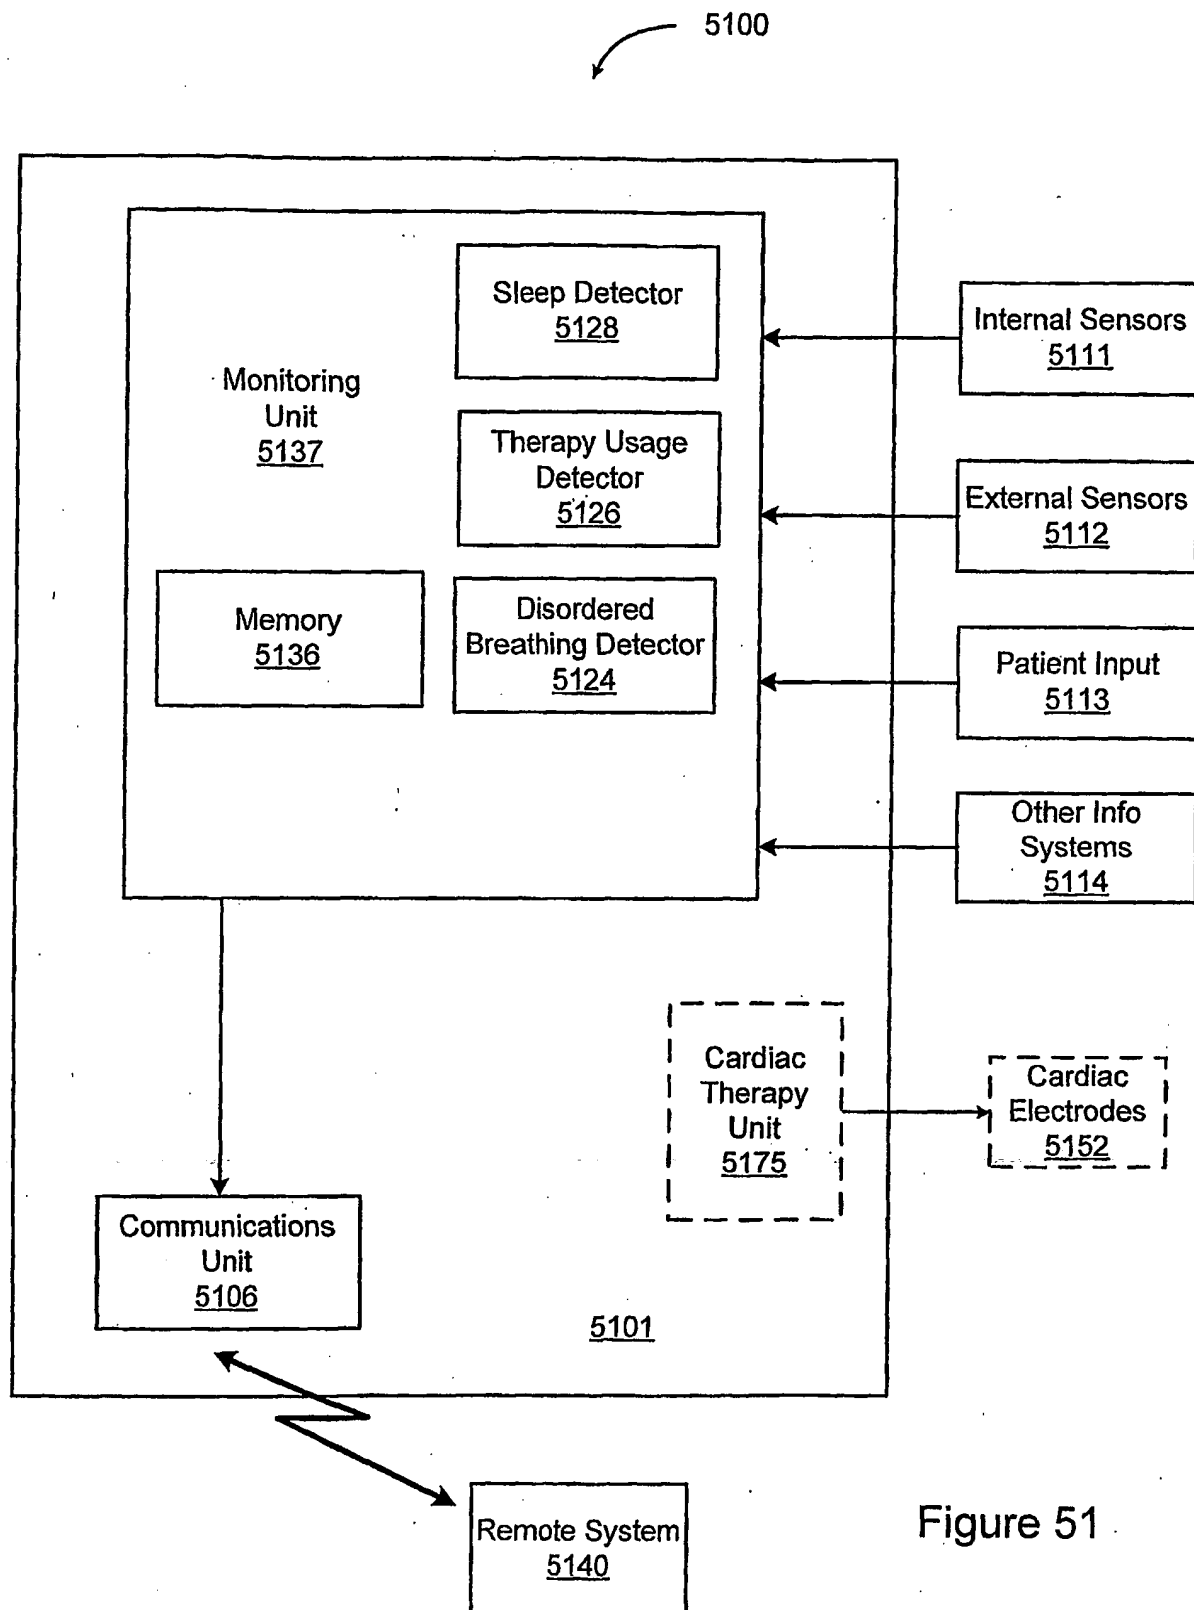 5100
Sleep Detector
5128
Internal Sensors
5111
Monitoring
Unit
5137
Therapy Usage
Detector
5126
External Sensors
5112
Memory
5136
Disordered
Breathing Detector
5124
Patient Input
5113
Other Info
Systems
5114
Cardiac
Therapy
Unit
5175
Cardiac
Electrodes
5152
Communications
Unit
5106
5101
Remote System
5140
Figure 51